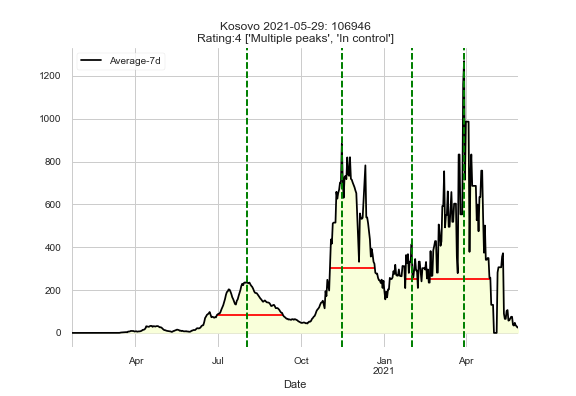 Kosovo 2021-05-29: 106946
Rating:4 ['Multiple peaks', 'In control']
Average-7d
1200
1000
800
600
400
200
0
Apr
Jul
Oct
Jan
2021
Apr
Date